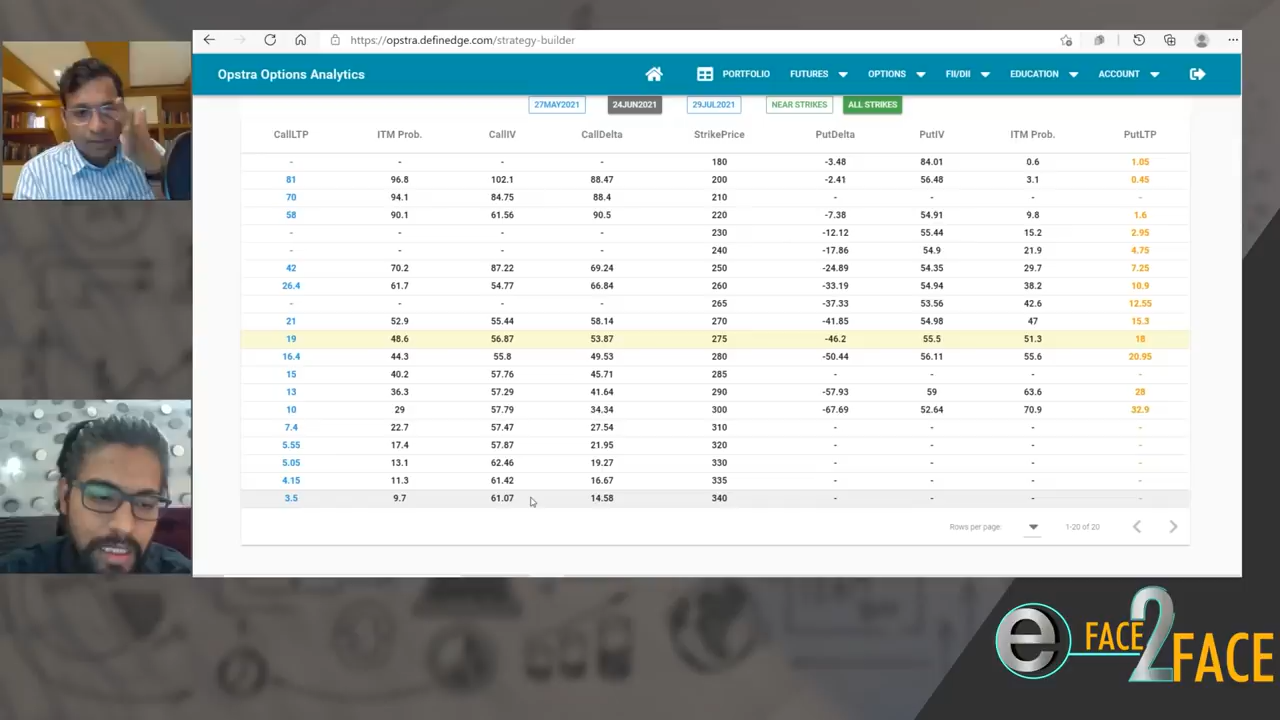 https://opstra.definedge.com/strategy-builder
Opstra Options Analytics PORTFOLIO FUTURES OPTIONS FII/DII EDUCATION ACCOUNT
27MAY2021 24JUN2021 29JUL2021 NEAR STRIKES ALL STRIKES
CallLTP ITM Prob. CallIV CallDelta StrikePrice PutDelta PutIV ITM Prob. PutLTP
- - - - 180 -3.48 84.01 0.6 1.05
81 96.8 102.1 88.47 200 -2.41 56.48 3.1 0.45
70 94.1 84.75 88.4 210 - - - -
58 90.1 61.56 90.5 220 -7.38 54.91 9.8 1.6
- - - - 230 -12.12 55.44 15.2 2.95
- - - - 240 -17.86 54.9 21.9 4.75
42 70.2 87.22 69.24 250 -24.89 54.35 29.7 7.25
26.4 61.7 54.77 66.84 260 -33.19 54.94 38.2 10.9
- - - - 265 -37.33 53.56 42.6 12.55
21 52.9 55.44 58.14 270 -41.85 54.98 47 15.3
19 48.6 56.87 53.87 275 -46.2 55.5 51.3 18
16.4 44.3 55.8 49.53 280 -50.44 56.11 55.6 20.95
15 40.2 57.76 45.71 285 - - - -
13 36.3 57.29 41.64 290 -57.93 59 63.6 28
10 29 57.79 34.34 300 -67.69 52.64 70.9 32.9
7.4 22.7 57.47 27.54 310 - - - -
5.55 17.4 57.87 21.95 320 - - - -
5.05 13.1 62.46 19.27 330 - - - -
4.15 11.3 61.42 16.67 335 - - - -
3.5 9.7 61.07 14.58 340 - - - -
Rows per page: 1-20 of 20
e FACE 2 FACE